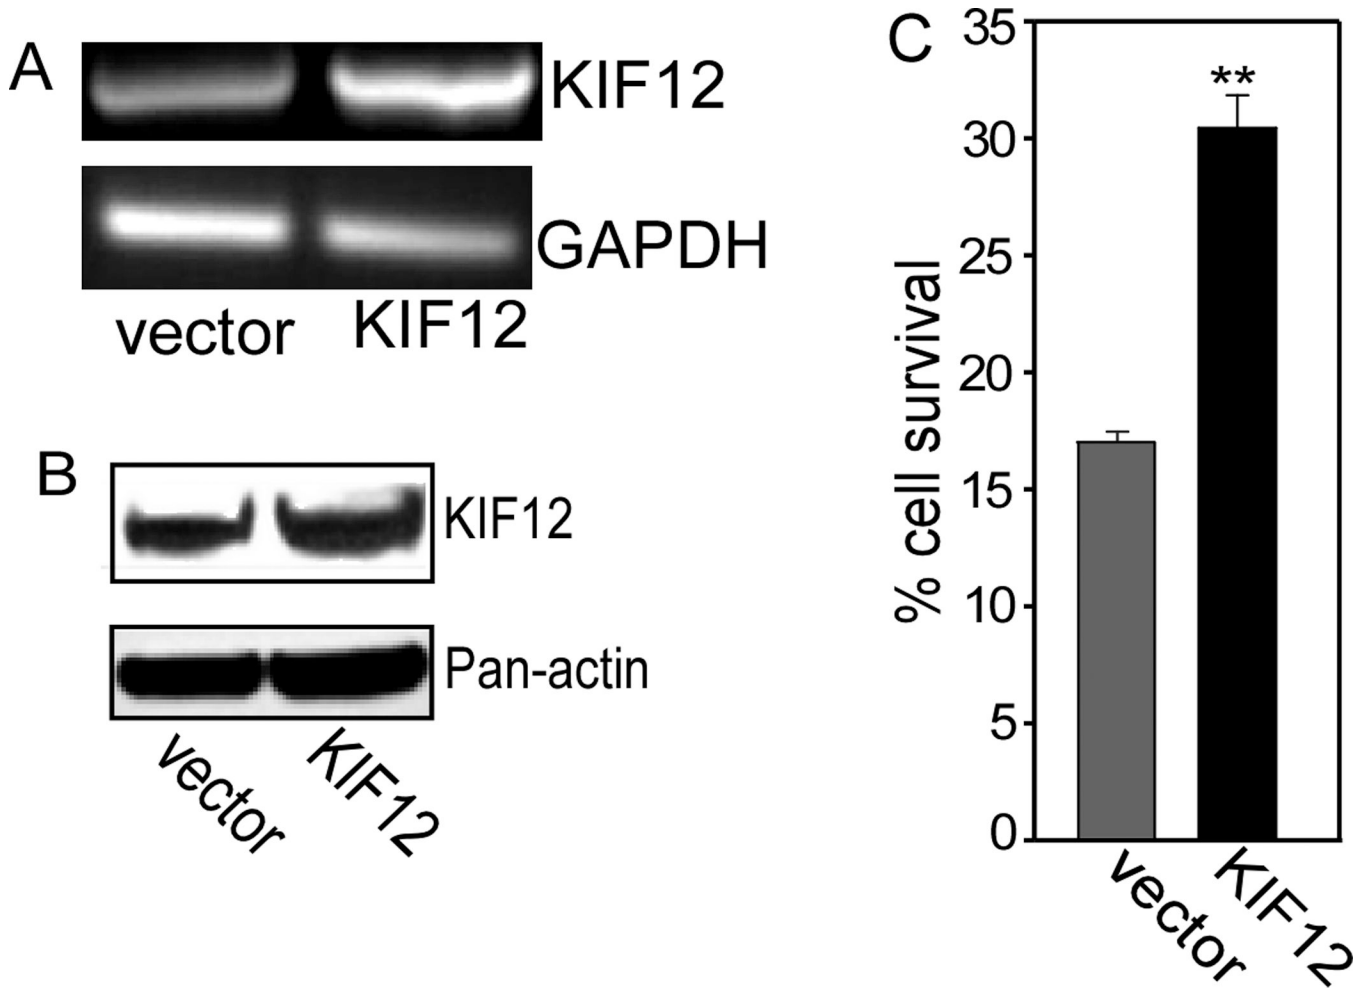 A
KIF12
GAPDH
vector KIF12
B
KIF12
Pan-actin
vector KIF12
C
% cell survival
35
30
25
20
15
10
5
0
**
vector KIF12